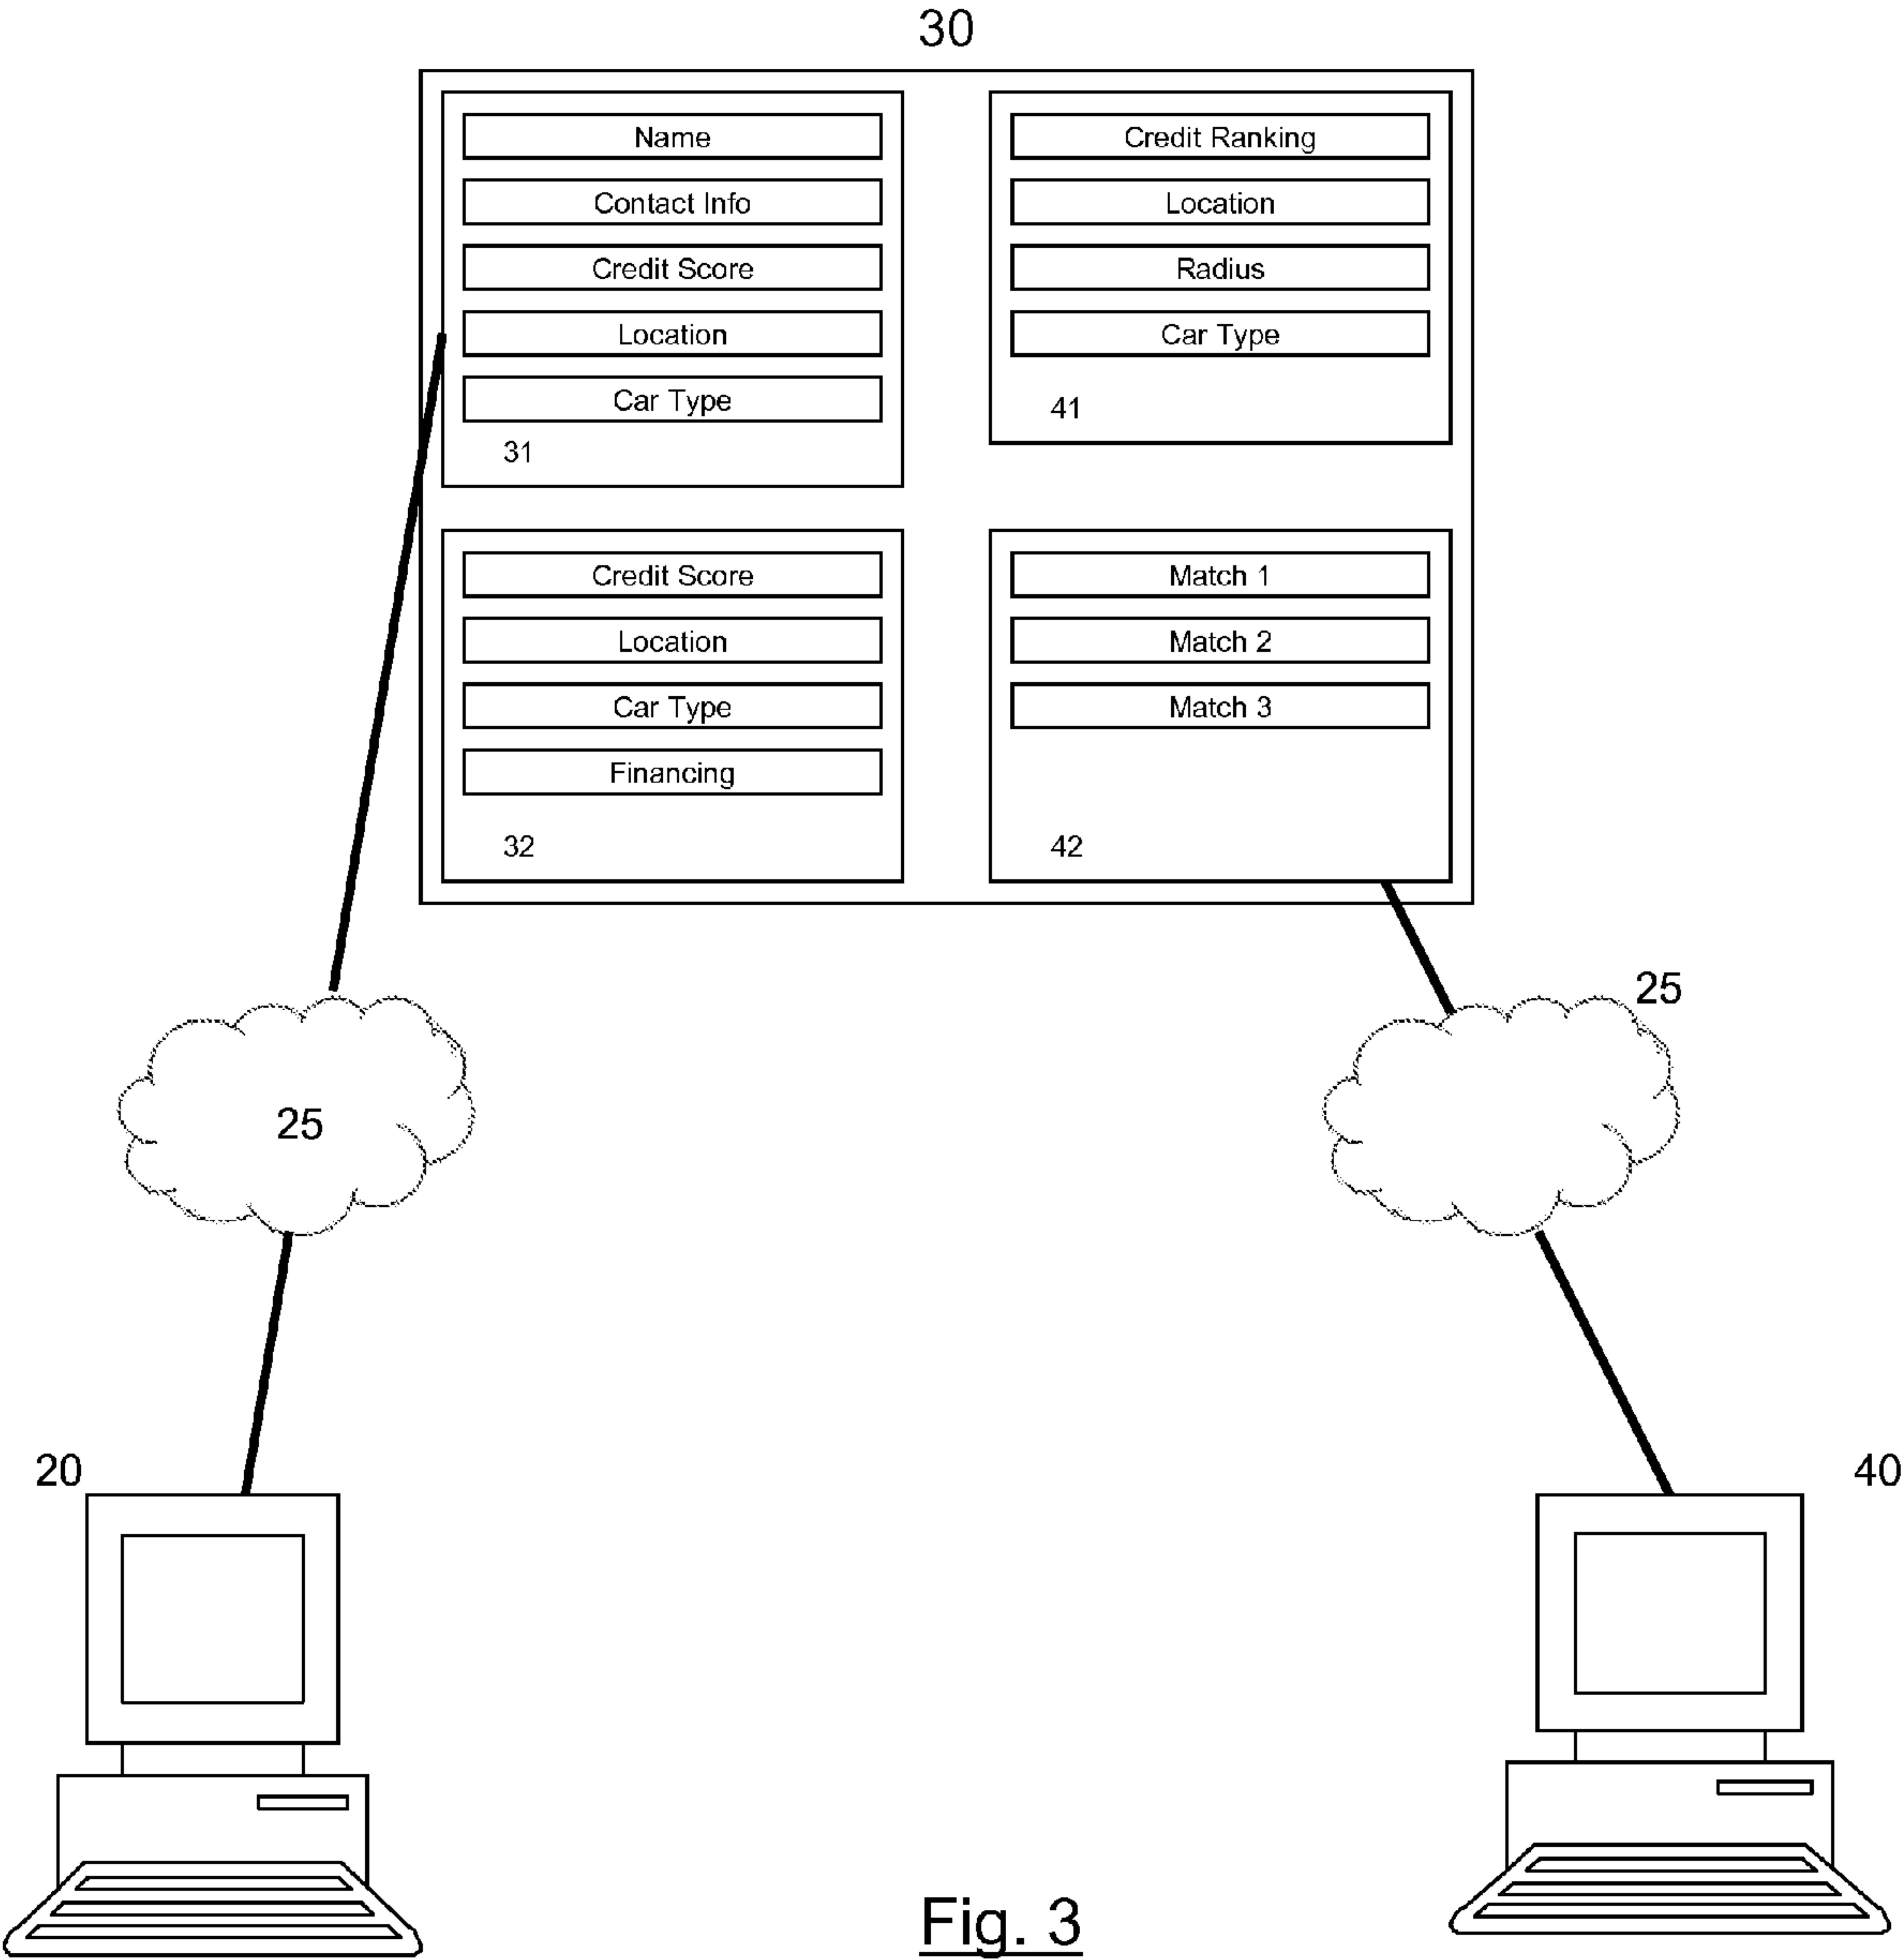 30
Name
Contact Info
Credit Score
Location
Car Type
31
Credit Ranking
Location
Radius
Car Type
41
Credit Score
Location
Car Type
Financing
32
Match 1
Match 2
Match 3
42
25
25
20
40
Fig. 3